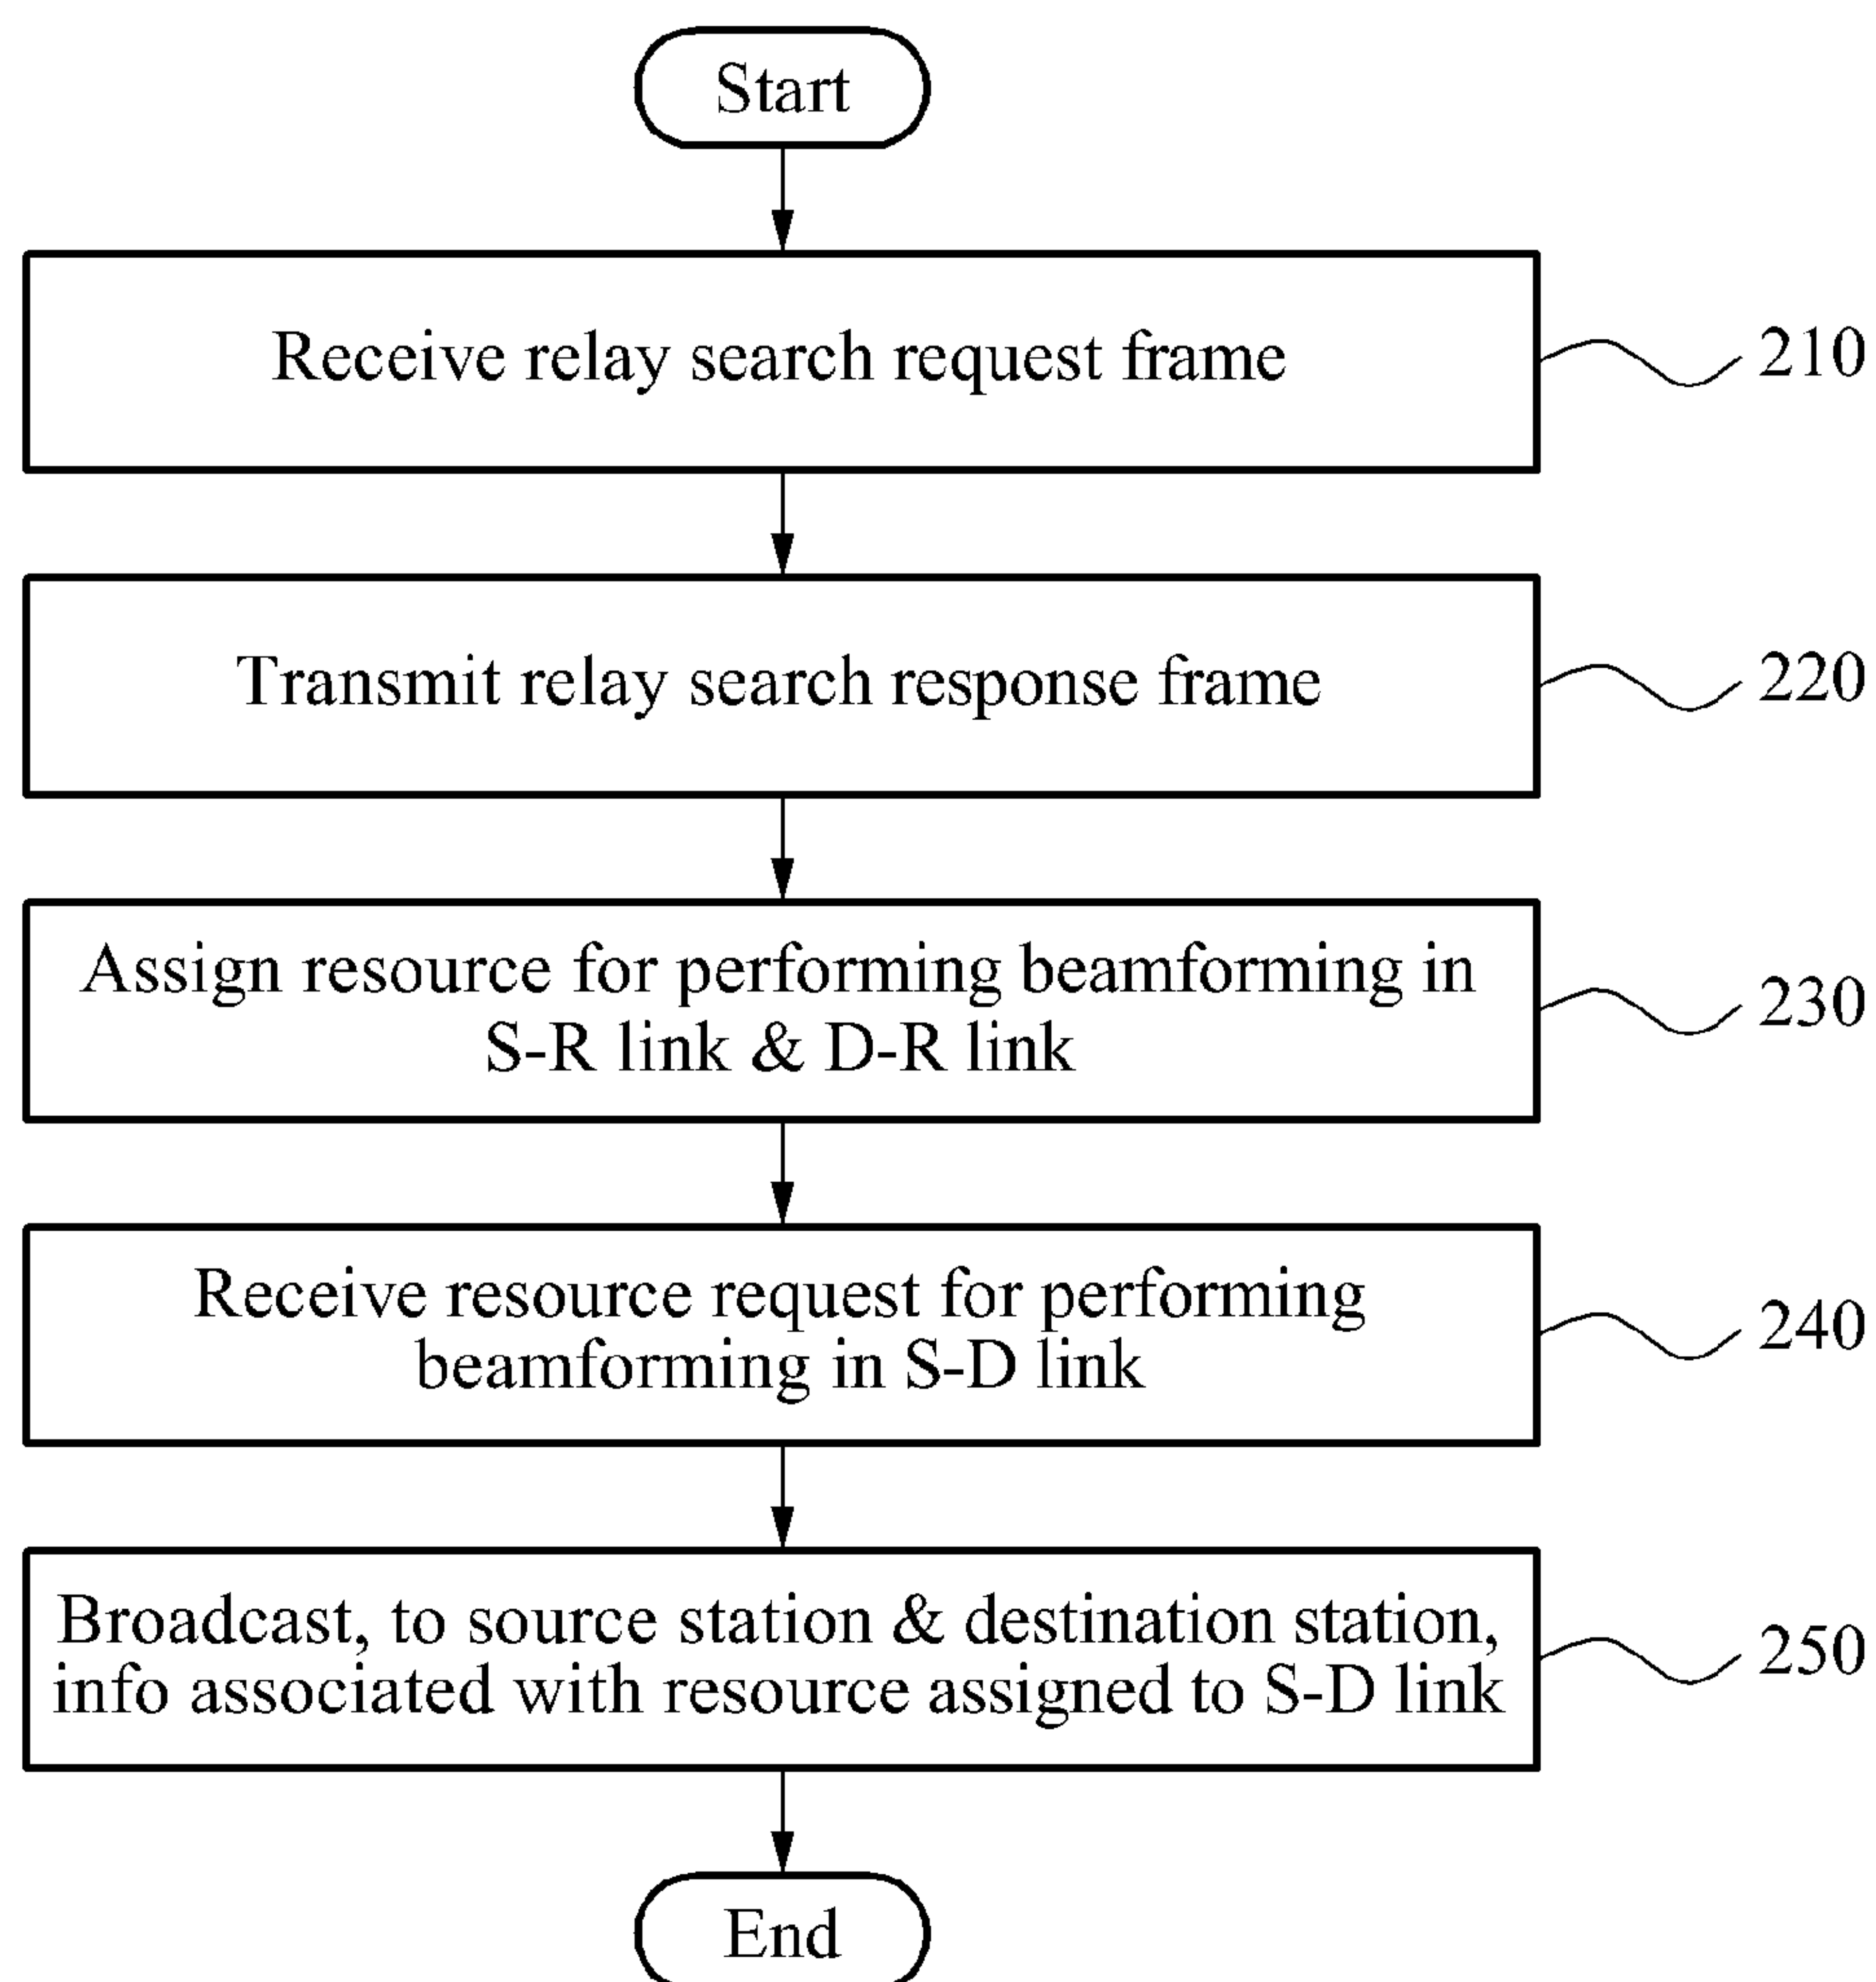 Start
Receive relay search request frame
210
Transmit relay search response frame
220
Assign resource for performing beamforming in
S-R link & D-R link
230
Receive resource request for performing
beamforming in S-D link
240
Broadcast, to source station & destination station,
info associated with resource assigned to S-D link
250
End